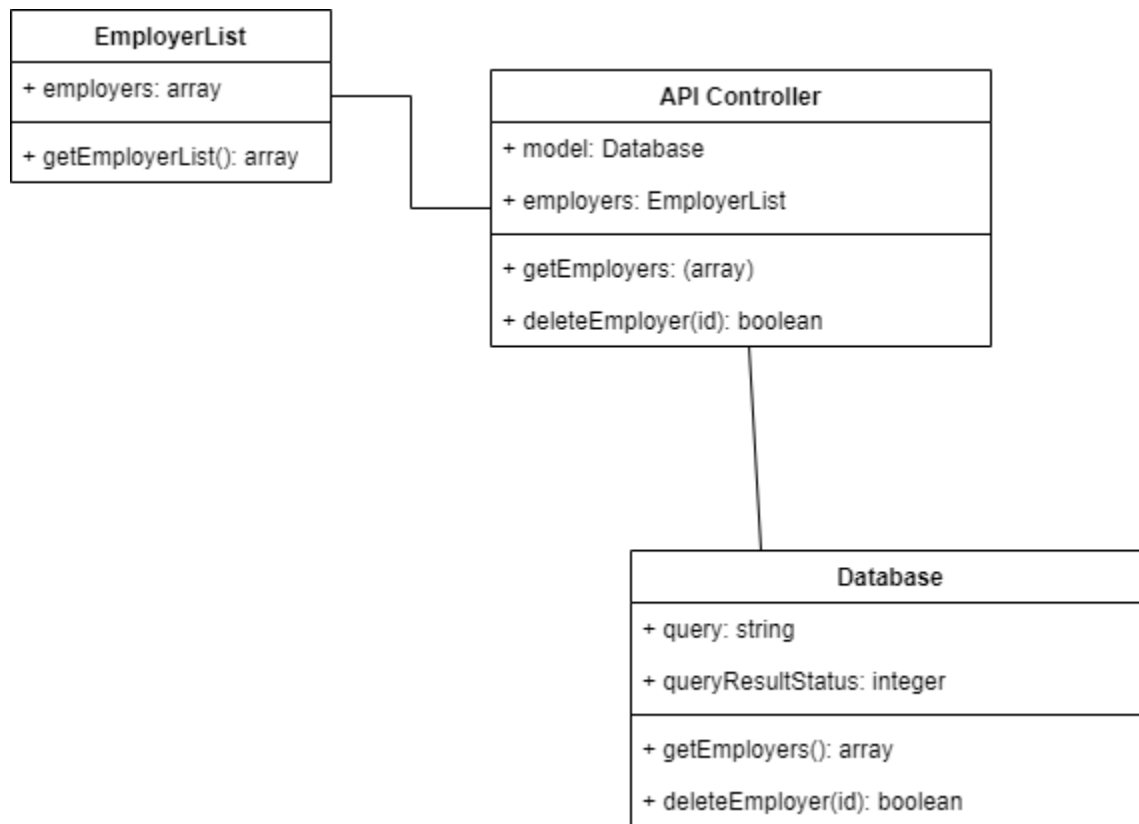 EmployerList
+ employers: array
+ getEmployerList(): array
API Controller
+ model: Database
+ employers: EmployerList
+ getEmployers: (array)
+ deleteEmployer(id): boolean
Database
+ query: string
+ queryResultStatus: integer
+ getEmployers(): array
+ deleteEmployer(id): boolean